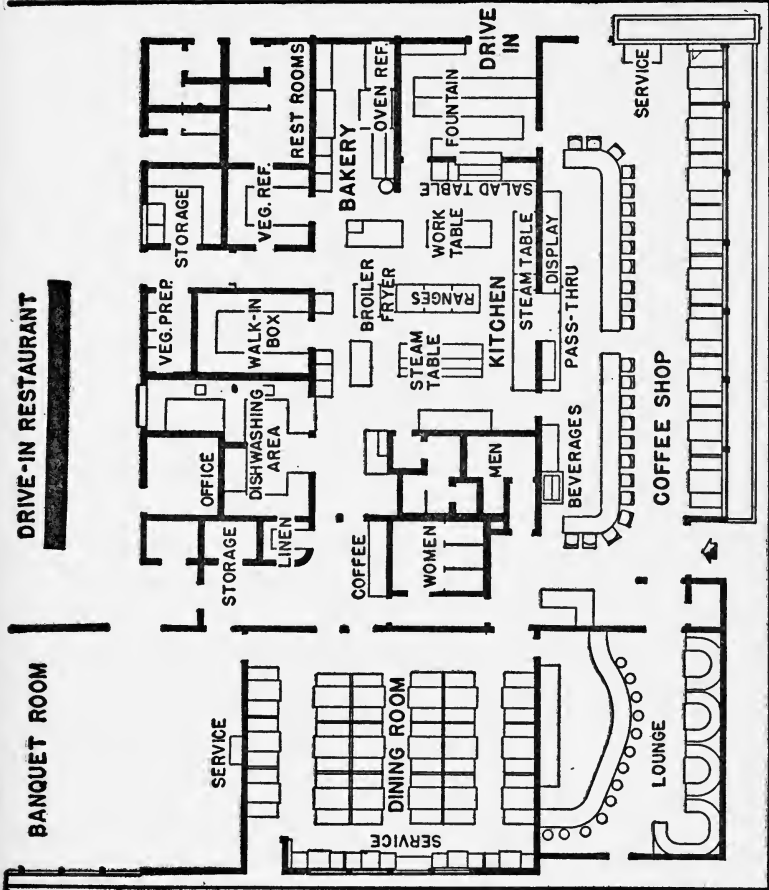 DRIVE-IN RESTAURANT
BANQUET ROOM
REST ROOMS
OVEN REF.
DRIVE
IN
FOUNTAIN
BAKERY
SERVICE
STORAGE
VEG. REF.
SALAD TABLE
WORK
TABLE
STEAM TABLE
DISPLAY
VEG. PREP.
WALK-IN
BOX
BROILER
FRYER
RANGES
KITCHEN
PASS-THRU
STEAM
TABLE
OFFICE
DISHWASHING
AREA
MEN
BEVERAGES
COFFEE SHOP
STORAGE
LINEN
COFFEE
WOMEN
SERVICE
DINING ROOM
SERVICE
LOUNGE